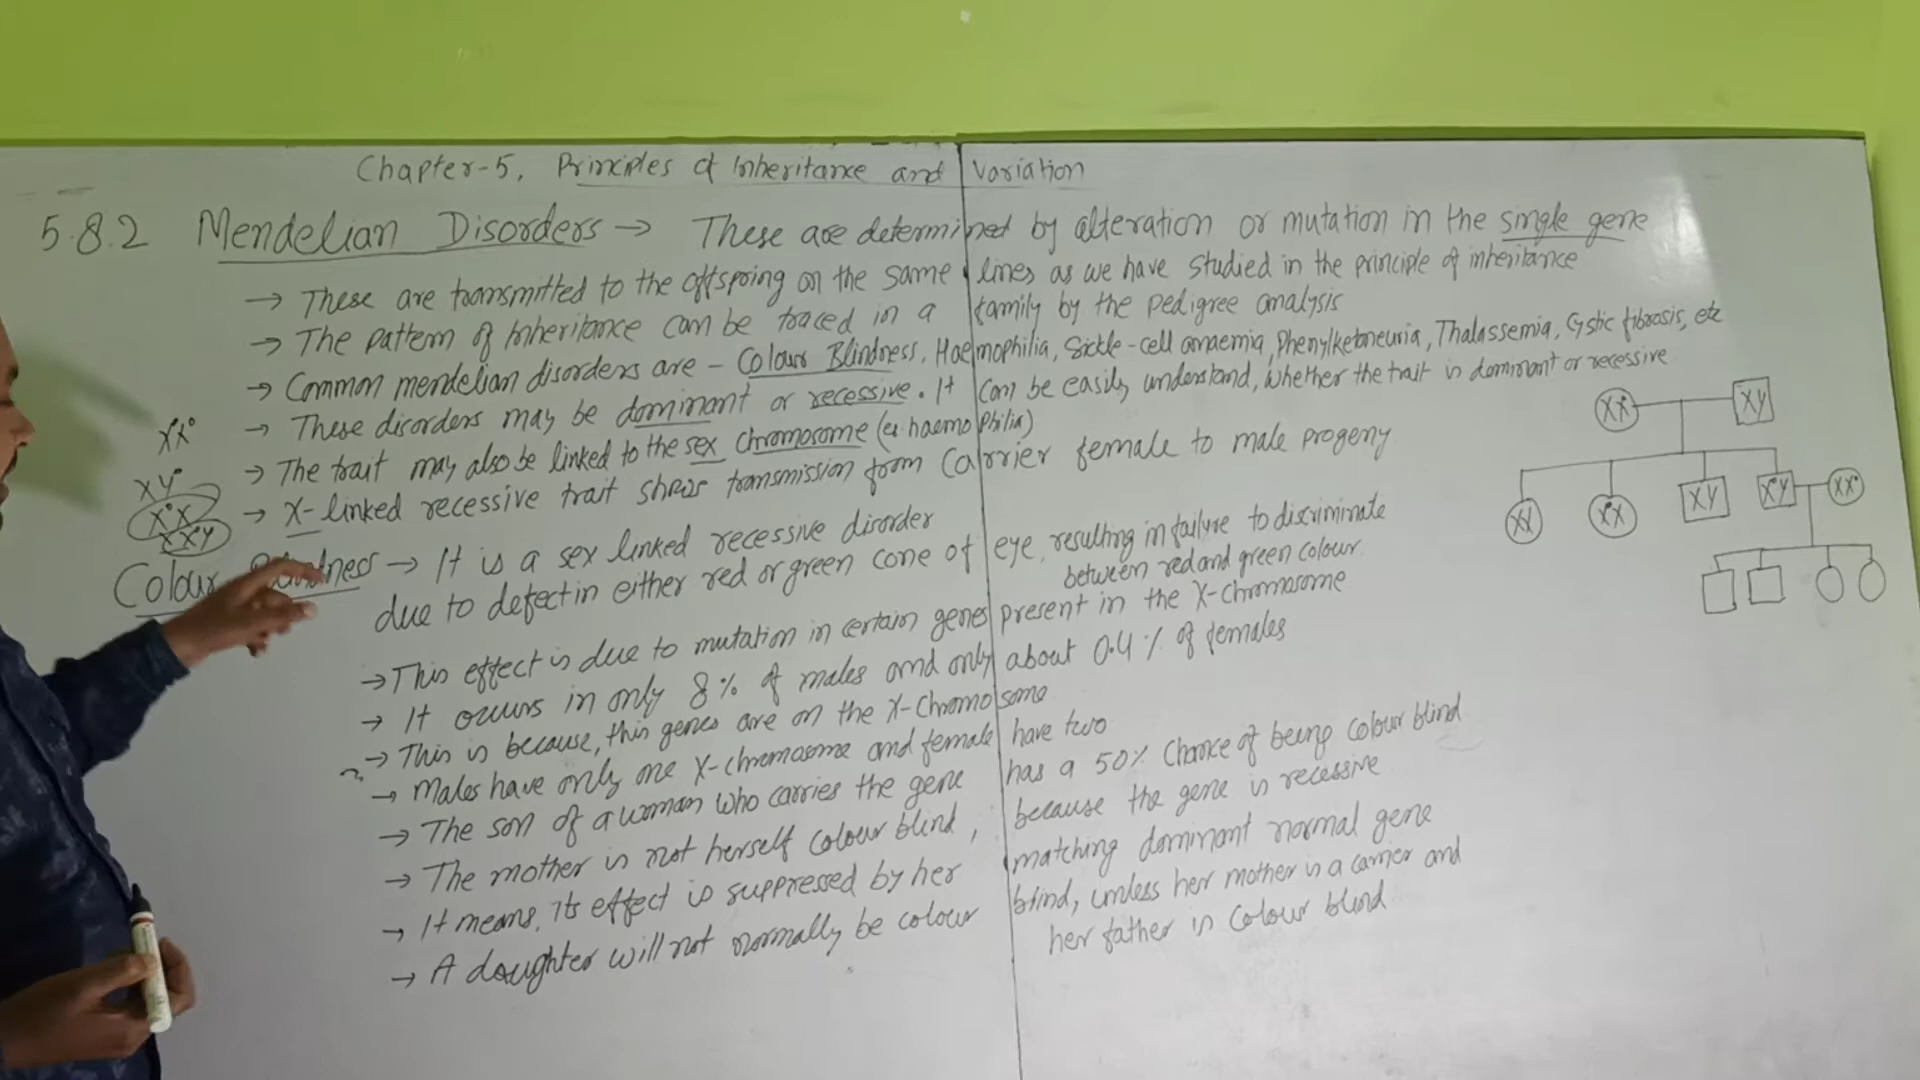 Chapter-5, Principles of Inheritance and Variation
5.8.2 Mendelian Disorders → These are determined by alteration or mutation in the single gene
→ These are transmitted to the offspring on the same lines as we have studied in the principle of inheritance
→ The pattern of Inheritance can be traced in a family by the pedigree analysis
→ Common mendelian disorders are - Colour Blindness, Haemophilia, Sickle-cell anaemia, Phenylketoneuria, Thalassemia, Cystic fibrosis, etc
→ These disorders may be dominant or recessive. It can be easily understand, whether the trait is dominant or recessive
→ The trait may also be linked to the sex chromosome (ex haemophilia)
→ X-linked recessive trait shows transmission from carrier female to male progeny
Colour Blindness → It is a sex linked recessive disorder
due to defect in either red or green cone of eye, resulting in failure to discriminate
between red and green colour
→ This effect is due to mutation in certain genes present in the X-Chromosome
→ It occurs in only 8% of males and only about 0.4% of females
→ This is because, this genes are on the X-Chromosome
→ Males have only one X-chromosome and female have two
→ The son of a woman who carries the gene has a 50% Chance of being colour blind
→ The mother is not herself colour blind, because the gene is recessive
→ It means, its effect is suppressed by her matching dominant normal gene
→ A daughter will not normally be colour blind, unless her mother is a carrier and
her father is colour blind
X°X°
XY°
X°X
XX°Y
XX° XY
XX X°X XY X°Y XX°